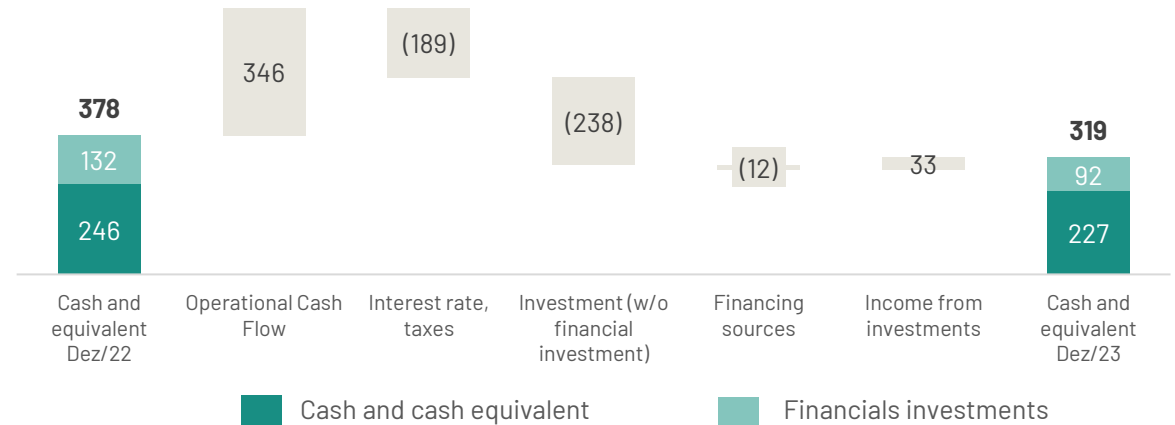 346
(189)
(238)
(12)
33
378
132
246
319
92
227
Cash and
equivalent
Dez/22
Operational Cash
Flow
Interest rate,
taxes
Investment (w/o
financial
investment)
Financing
sources
Income from
investments
Cash and
equivalent
Dez/23
Cash and cash equivalent
Financials investments